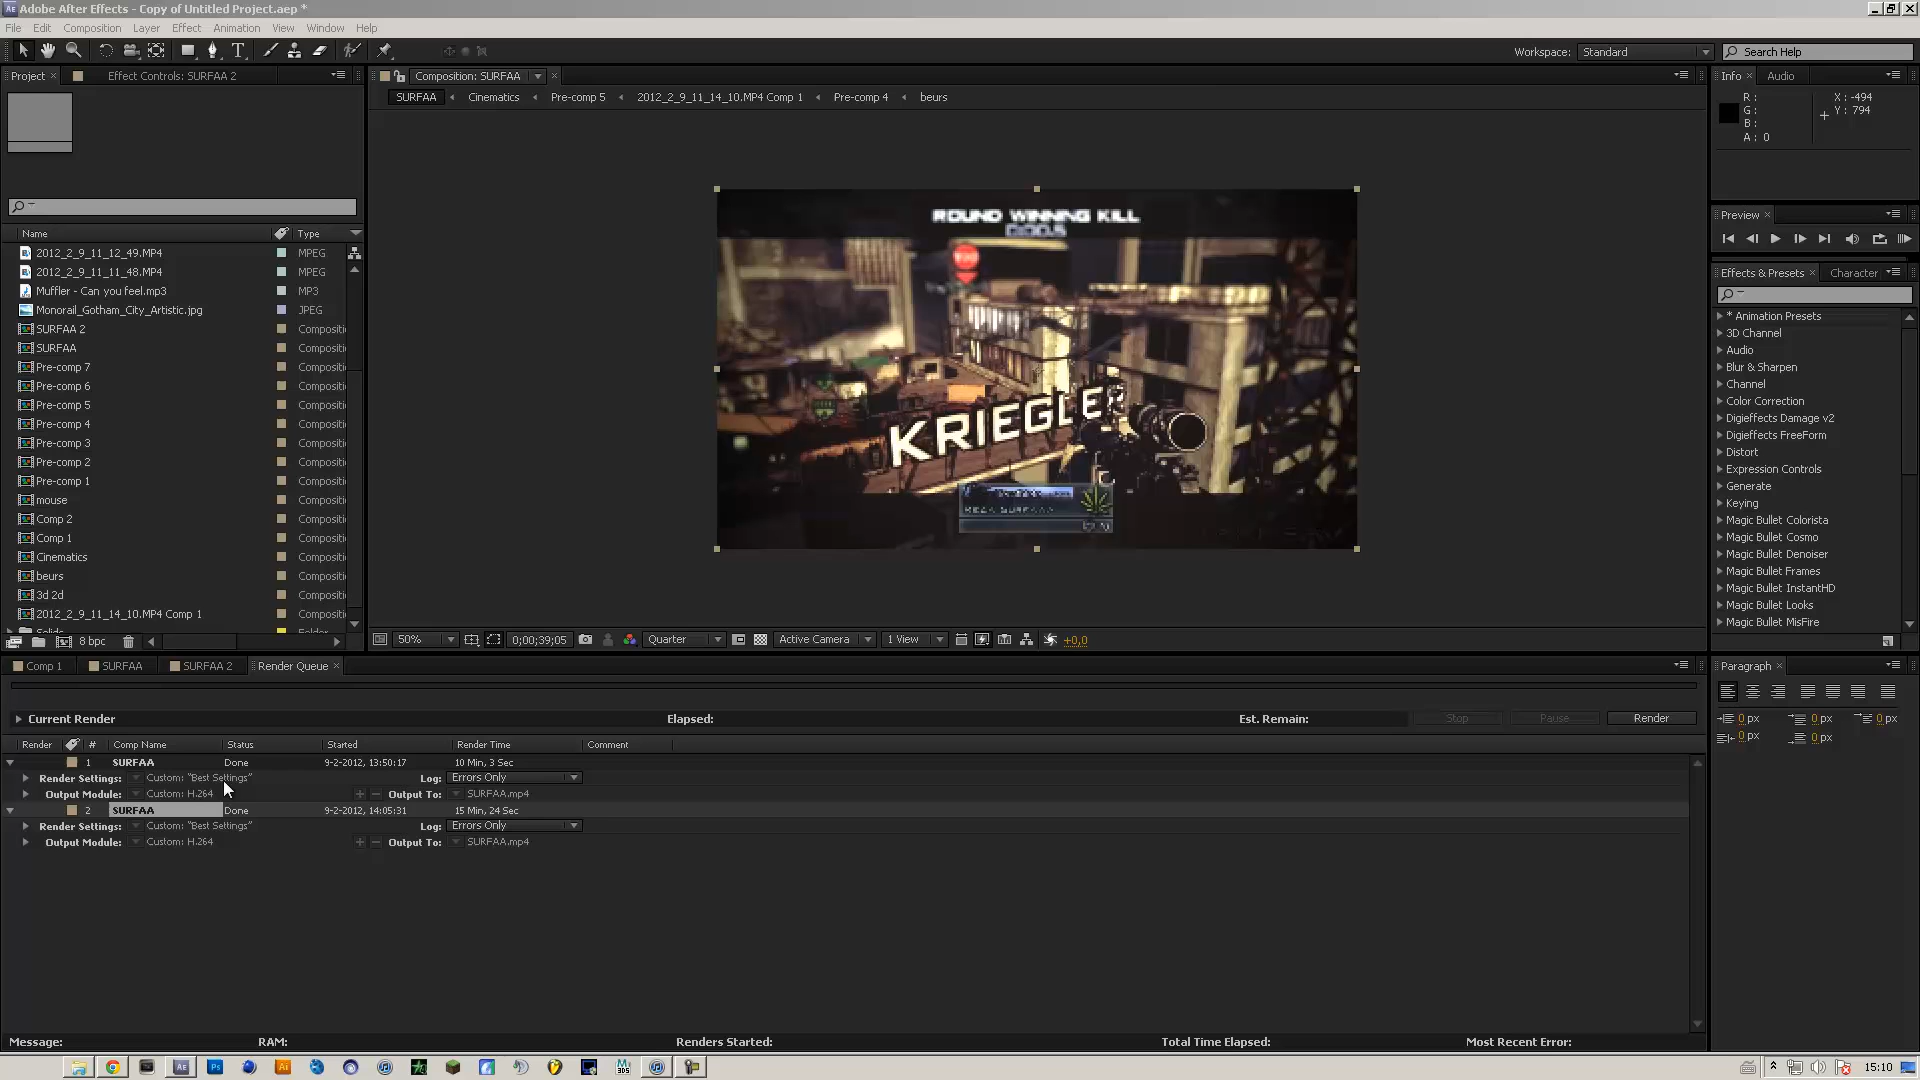 Adobe After Effects - Copy of Untitled Project.aep *
File Edit Composition Layer Effect Animation View Window Help
Workspace: Standard Search Help
Project Effect Controls: SURFAA 2
Composition: SURFAA
SURFAA Cinematics Pre-comp 5 2012_2_9_11_14_10.MP4 Comp 1 Pre-comp 4 beurs
Info Audio
R: X: -494
G: Y: 794
B:
A: 0
Name Type
2012_2_9_11_12_49.MP4 MPEG
2012_2_9_11_11_48.MP4 MPEG
Muffler - Can you feel.mp3 MP3
Monorail_Gotham_City_Artistic.jpg JPEG
SURFAA 2 Compositi
SURFAA Compositi
Pre-comp 7 Compositi
Pre-comp 6 Compositi
Pre-comp 5 Compositi
Pre-comp 4 Compositi
Pre-comp 3 Compositi
Pre-comp 2 Compositi
Pre-comp 1 Compositi
mouse Compositi
Comp 2 Compositi
Comp 1 Compositi
Cinematics Compositi
beurs Compositi
3d 2d Compositi
2012_2_9_11_14_10.MP4 Comp 1 Compositi
Solids Folder
8 bpc
ROUND WINNING KILL
KRIEGLER
50% 0;00;39;05 Quarter Active Camera 1 View +0,0
Preview
Effects & Presets Character
* Animation Presets
3D Channel
Audio
Blur & Sharpen
Channel
Color Correction
Digieffects Damage v2
Digieffects FreeForm
Distort
Expression Controls
Generate
Keying
Magic Bullet Colorista
Magic Bullet Cosmo
Magic Bullet Denoiser
Magic Bullet Frames
Magic Bullet InstantHD
Magic Bullet Looks
Magic Bullet MisFire
Comp 1 SURFAA SURFAA 2 Render Queue
Current Render Elapsed: Est. Remain: Stop Pause Render
Render # Comp Name Status Started Render Time Comment
1 SURFAA Done 9-2-2012, 13:50:17 10 Min, 3 Sec
Render Settings: Custom: "Best Settings" Log: Errors Only
Output Module: Custom: H.264 + − Output To: SURFAA.mp4
2 SURFAA Done 9-2-2012, 14:05:31 15 Min, 24 Sec
Render Settings: Custom: "Best Settings" Log: Errors Only
Output Module: Custom: H.264 + − Output To: SURFAA.mp4
Paragraph
0 px 0 px 0 px
0 px 0 px
Message: RAM: Renders Started: Total Time Elapsed: Most Recent Error:
15:10